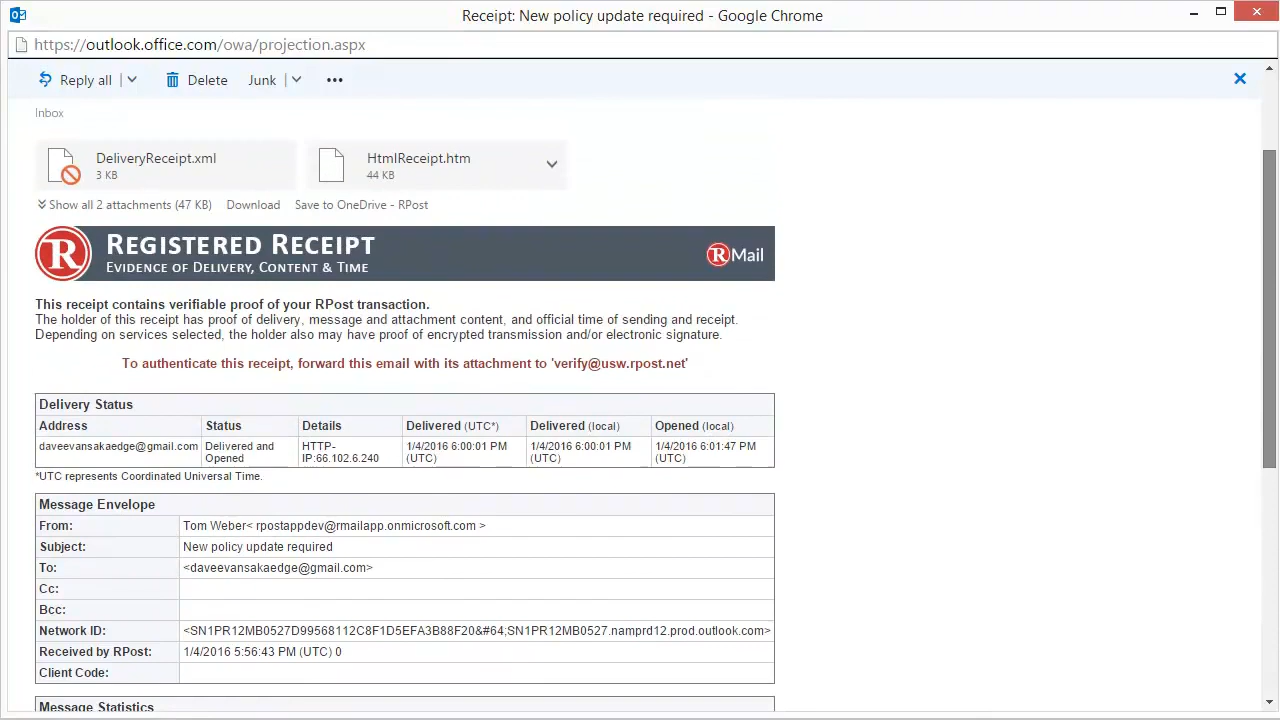 Receipt: New policy update required - Google Chrome
https://outlook.office.com/owa/projection.aspx
Reply all | Delete Junk | •••
Inbox
DeliveryReceipt.xml
3 KB
HtmlReceipt.htm
44 KB
Show all 2 attachments (47 KB) Download Save to OneDrive - RPost
R REGISTERED RECEIPT
EVIDENCE OF DELIVERY, CONTENT & TIME
RMail
This receipt contains verifiable proof of your RPost transaction.
The holder of this receipt has proof of delivery, message and attachment content, and official time of sending and receipt.
Depending on services selected, the holder also may have proof of encrypted transmission and/or electronic signature.
To authenticate this receipt, forward this email with its attachment to 'verify@usw.rpost.net'
Delivery Status
Address Status Details Delivered (UTC*) Delivered (local) Opened (local)
daveevansakaedge@gmail.com Delivered and HTTP- 1/4/2016 6:00:01 PM 1/4/2016 6:00:01 PM 1/4/2016 6:01:47 PM
Opened IP:66.102.6.240 (UTC) (UTC) (UTC)
*UTC represents Coordinated Universal Time.
Message Envelope
From: Tom Weber< rpostappdev@rmailapp.onmicrosoft.com >
Subject: New policy update required
To: <daveevansakaedge@gmail.com>
Cc:
Bcc:
Network ID: <SN1PR12MB0527D99568112C8F1D5EFA3B88F20&#64;SN1PR12MB0527.namprd12.prod.outlook.com>
Received by RPost: 1/4/2016 5:56:43 PM (UTC) 0
Client Code:
Message Statistics